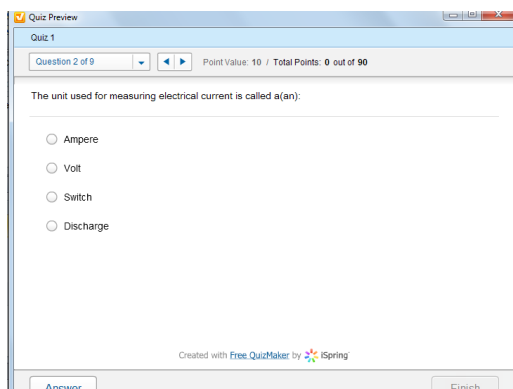 Quiz Preview
Quiz 1
Question 2 of 9
Point Value: 10 / Total Points: 0 out of 90
The unit used for measuring electrical current is called a(an):
Ampere
Volt
Switch
Discharge
Created with Free QuizMaker by iSpring
Answer
Finish